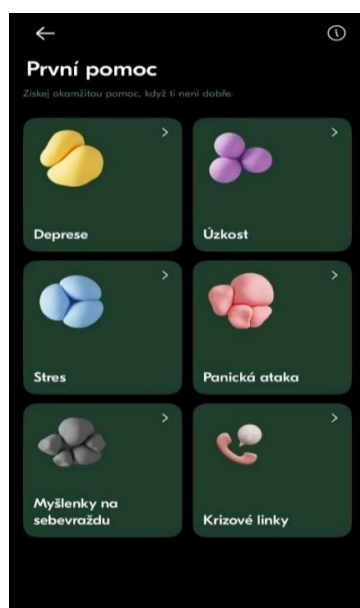 První pomoc
Získej okamžitou pomoc, když ti není dobře.
Deprese
Úzkost
Stres
Panická ataka
Myšlenky na
sebevraždu
Krizové linky